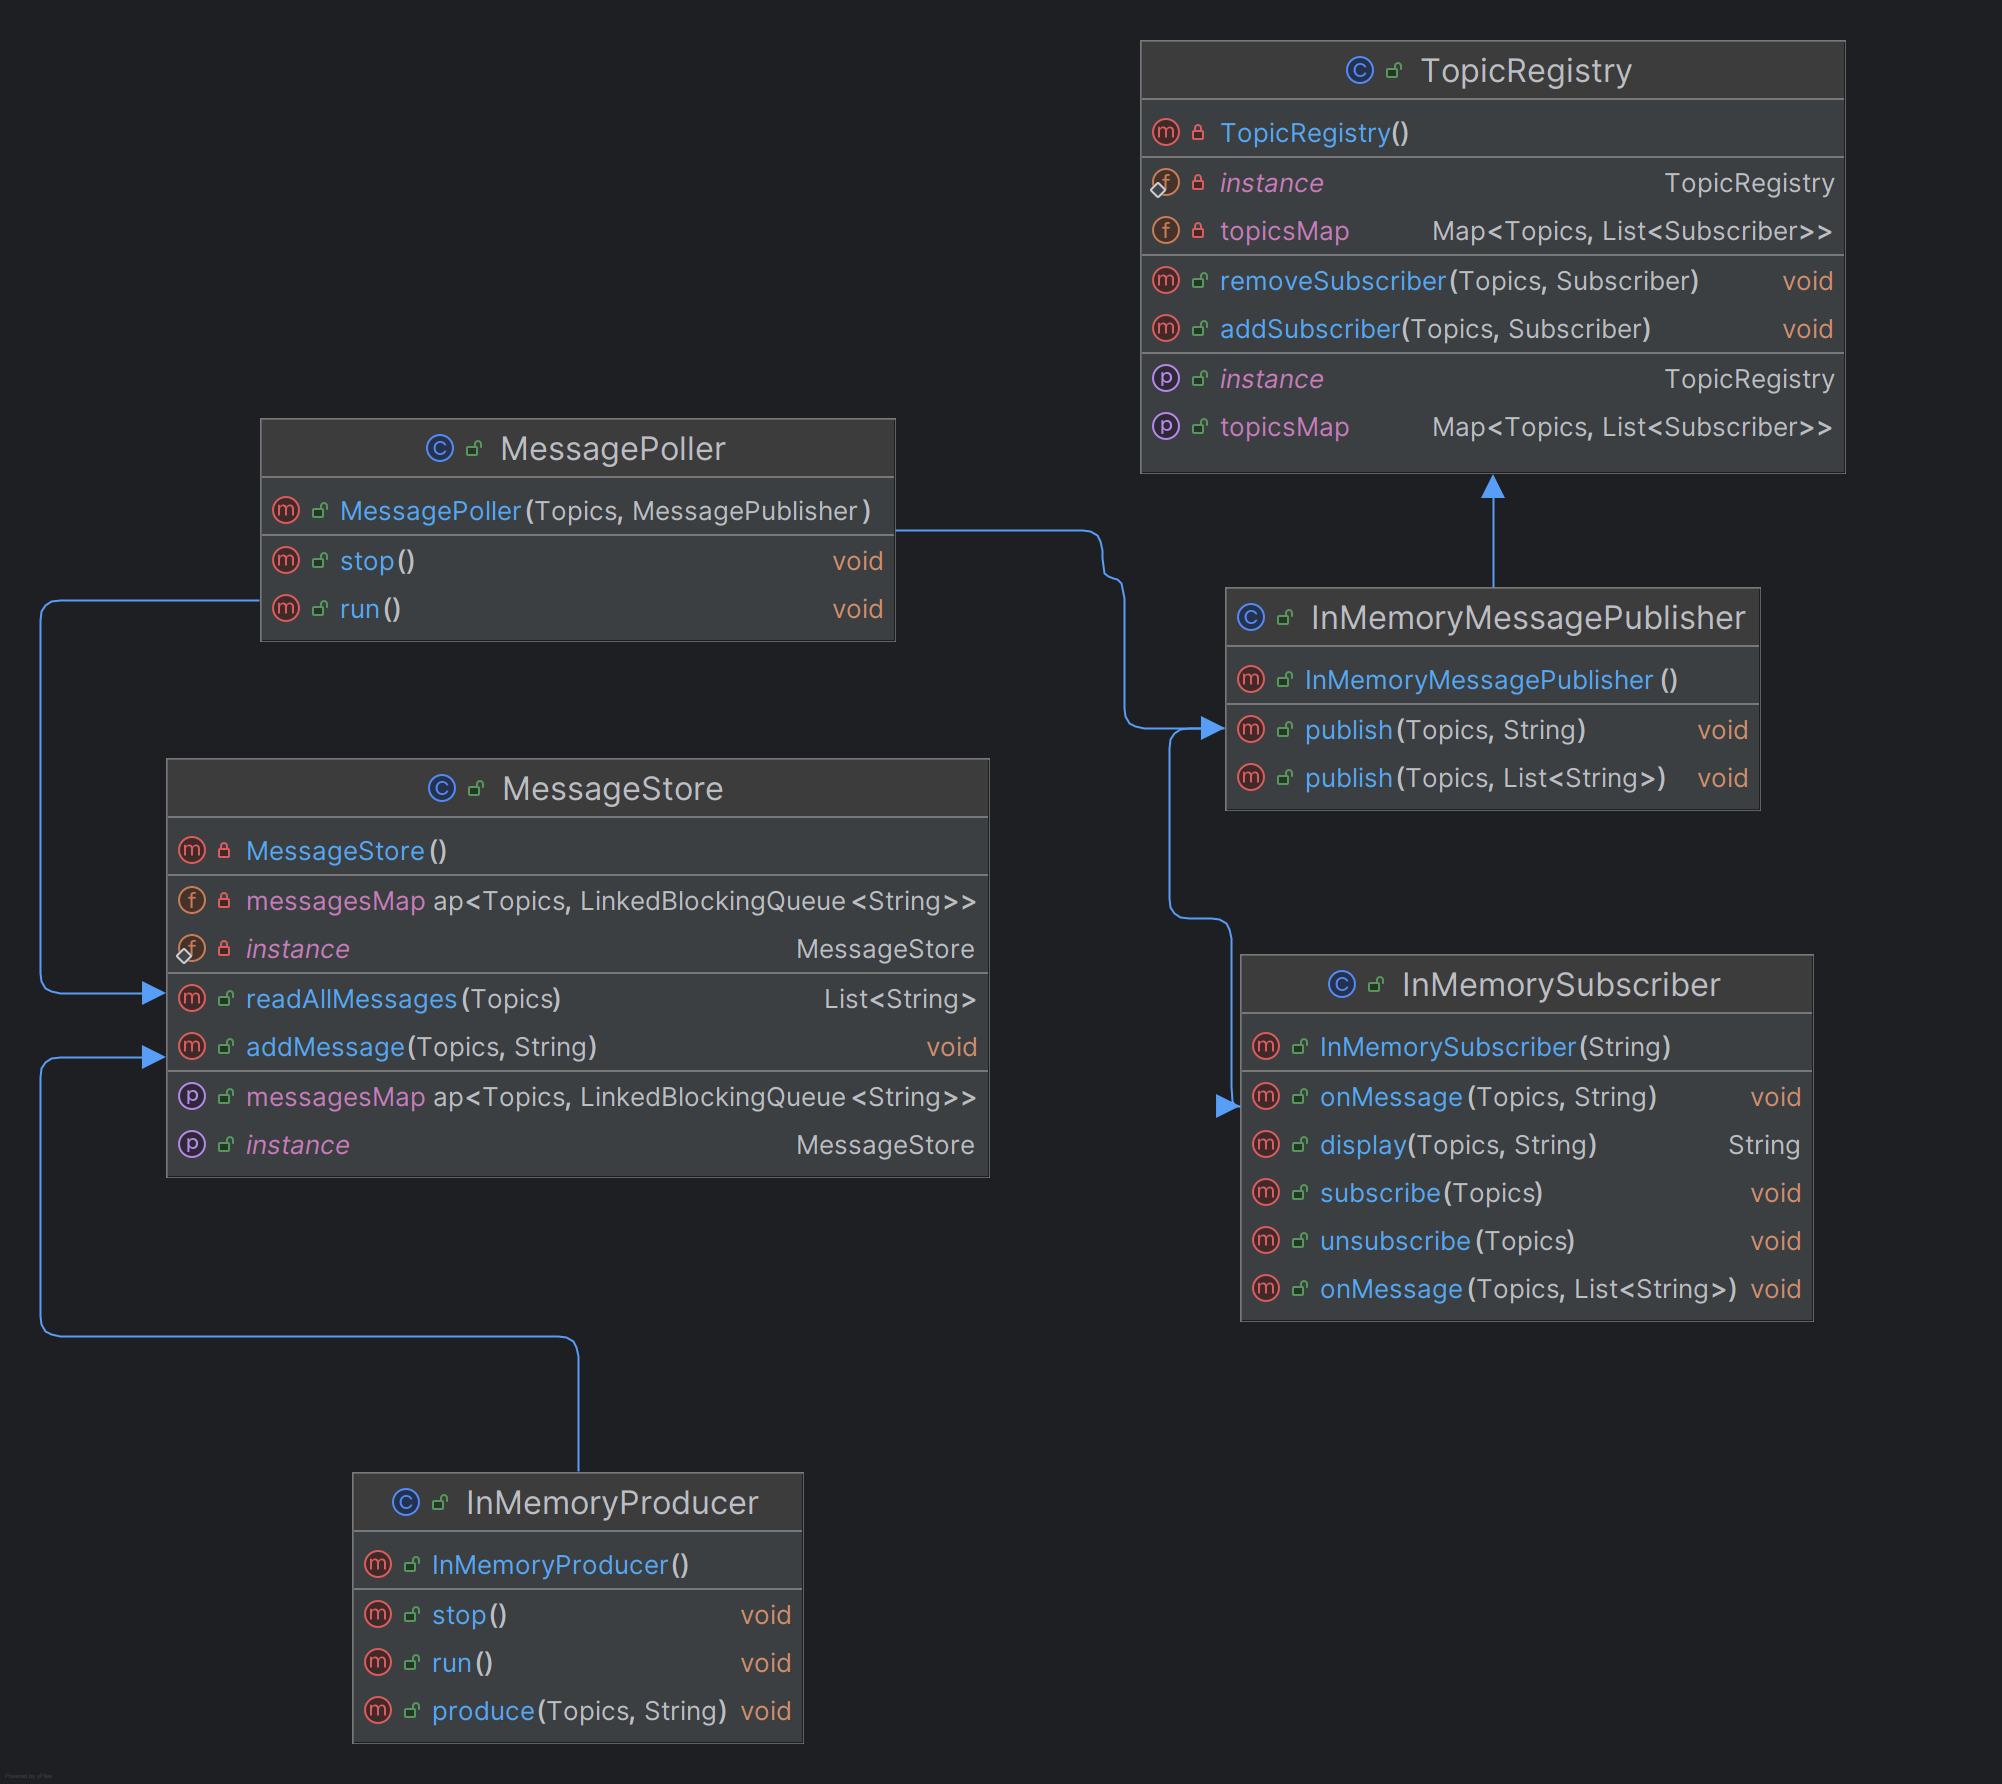 TopicRegistry
TopicRegistry()
instance TopicRegistry
topicsMap Map<Topics, List<Subscriber>>
removeSubscriber(Topics, Subscriber) void
addSubscriber(Topics, Subscriber) void
instance TopicRegistry
topicsMap Map<Topics, List<Subscriber>>
MessagePoller
MessagePoller(Topics, MessagePublisher)
stop() void
run() void
InMemoryMessagePublisher
InMemoryMessagePublisher()
publish(Topics, String) void
publish(Topics, List<String>) void
MessageStore
MessageStore()
messagesMap ap<Topics, LinkedBlockingQueue<String>>
instance MessageStore
readAllMessages(Topics) List<String>
addMessage(Topics, String) void
messagesMap ap<Topics, LinkedBlockingQueue<String>>
instance MessageStore
InMemorySubscriber
InMemorySubscriber(String)
onMessage(Topics, String) void
display(Topics, String) String
subscribe(Topics) void
unsubscribe(Topics) void
onMessage(Topics, List<String>) void
InMemoryProducer
InMemoryProducer()
stop() void
run() void
produce(Topics, String) void
Powered by yFiles